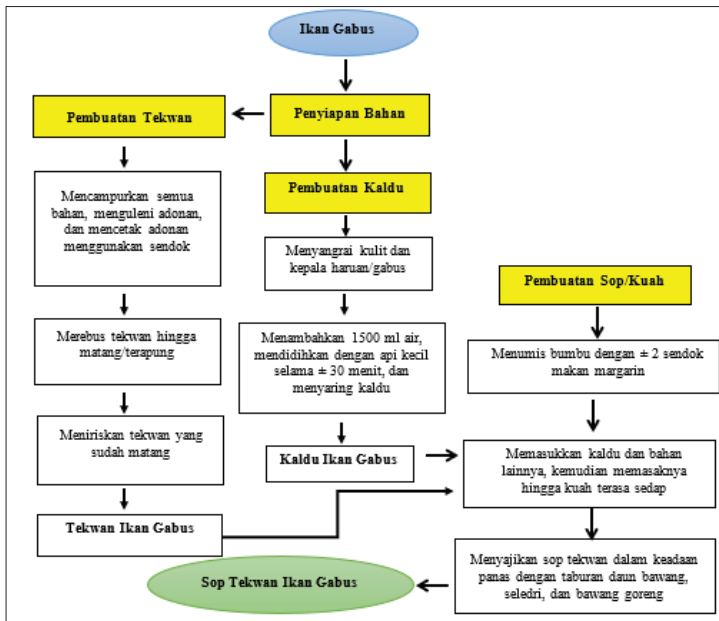 Ikan Gabus
Pembuatan Tekwan
Penyiapan Bahan
Mencampurkan semua
bahan, menguleni adonan,
dan mencetak adonan
menggunakan sendok
Merebus tekwan hingga
matang/terapung
Meniriskan tekwan yang
sudah matang
Tekwan Ikan Gabus
Pembuatan Kaldu
Menyangrai kulit dan
kepala haruan/gabus
Menambahkan 1500 ml air,
mendidihkan dengan api kecil
selama ± 30 menit, dan
menyaring kaldu
Kaldu Ikan Gabus
Pembuatan Sop/Kuah
Menumis bumbu dengan ± 2 sendok
makan margarin
Memasukkan kaldu dan bahan
lainnya, kemudian memasaknya
hingga kuah terasa sedap
Menyajikan sop tekwan dalam keadaan
panas dengan taburan daun bawang,
seledri, dan bawang goreng
Sop Tekwan Ikan Gabus